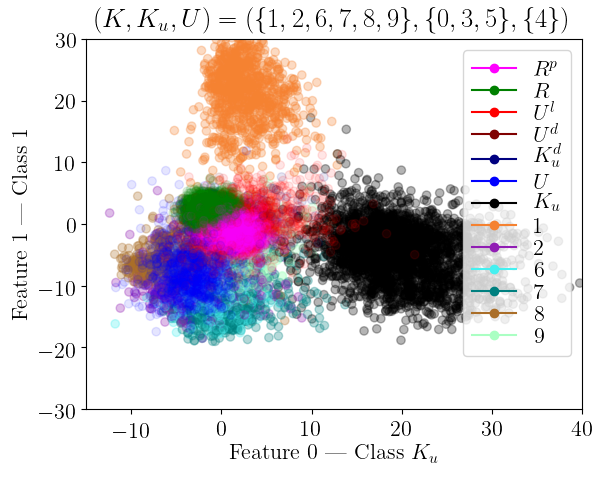 (K, K_u, U) = ({1, 2, 6, 7, 8, 9}, {0, 3, 5}, {4})
30
20
10
0
−10
−20
−30
Feature 1 — Class 1
R^p
R
U^l
U^d
K_u^d
U
K_u
1
2
6
7
8
9
−10
0
10
20
30
40
Feature 0 — Class K_u